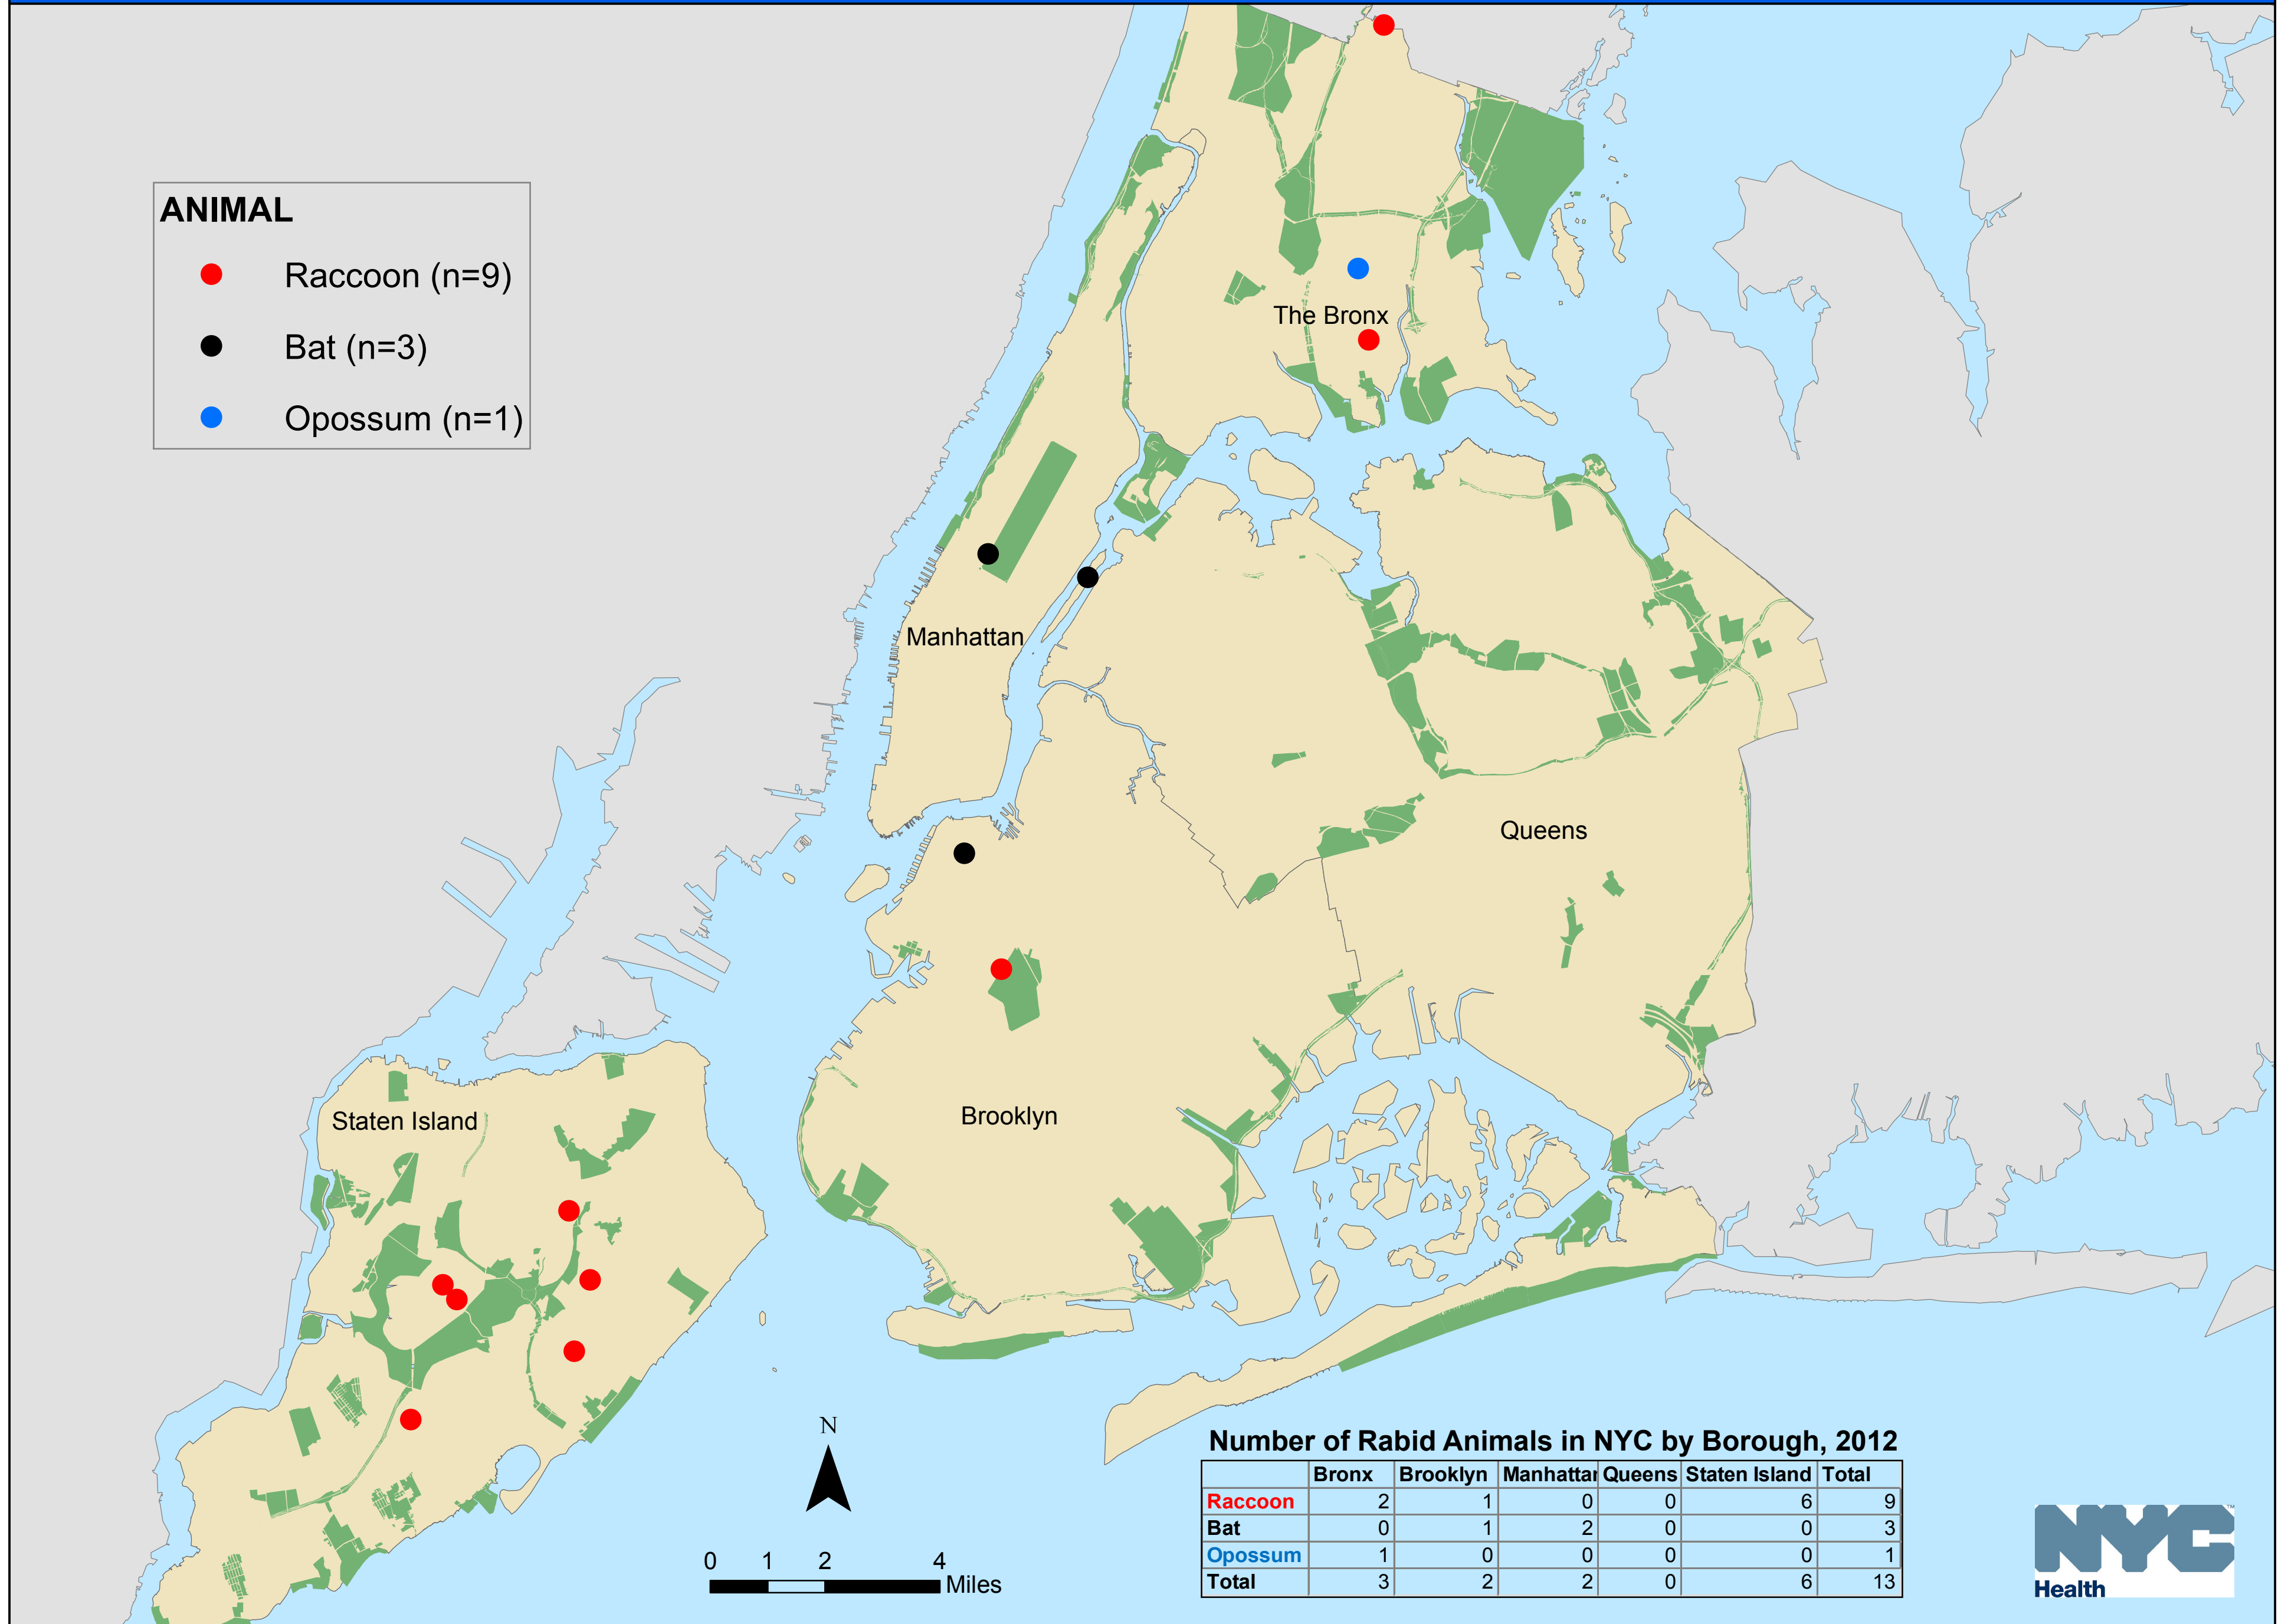 ANIMAL
Raccoon (n=9)
Bat (n=3)
Opossum (n=1)
The Bronx
Manhattan
Queens
Brooklyn
Staten Island
N
0 1 2 4
Miles
Number of Rabid Animals in NYC by Borough, 2012
Bronx Brooklyn Manhattan Queens Staten Island Total
Raccoon 2 1 0 0 6 9
Bat 0 1 2 0 0 3
Opossum 1 0 0 0 0 1
Total 3 2 2 0 6 13
NYC™
Health